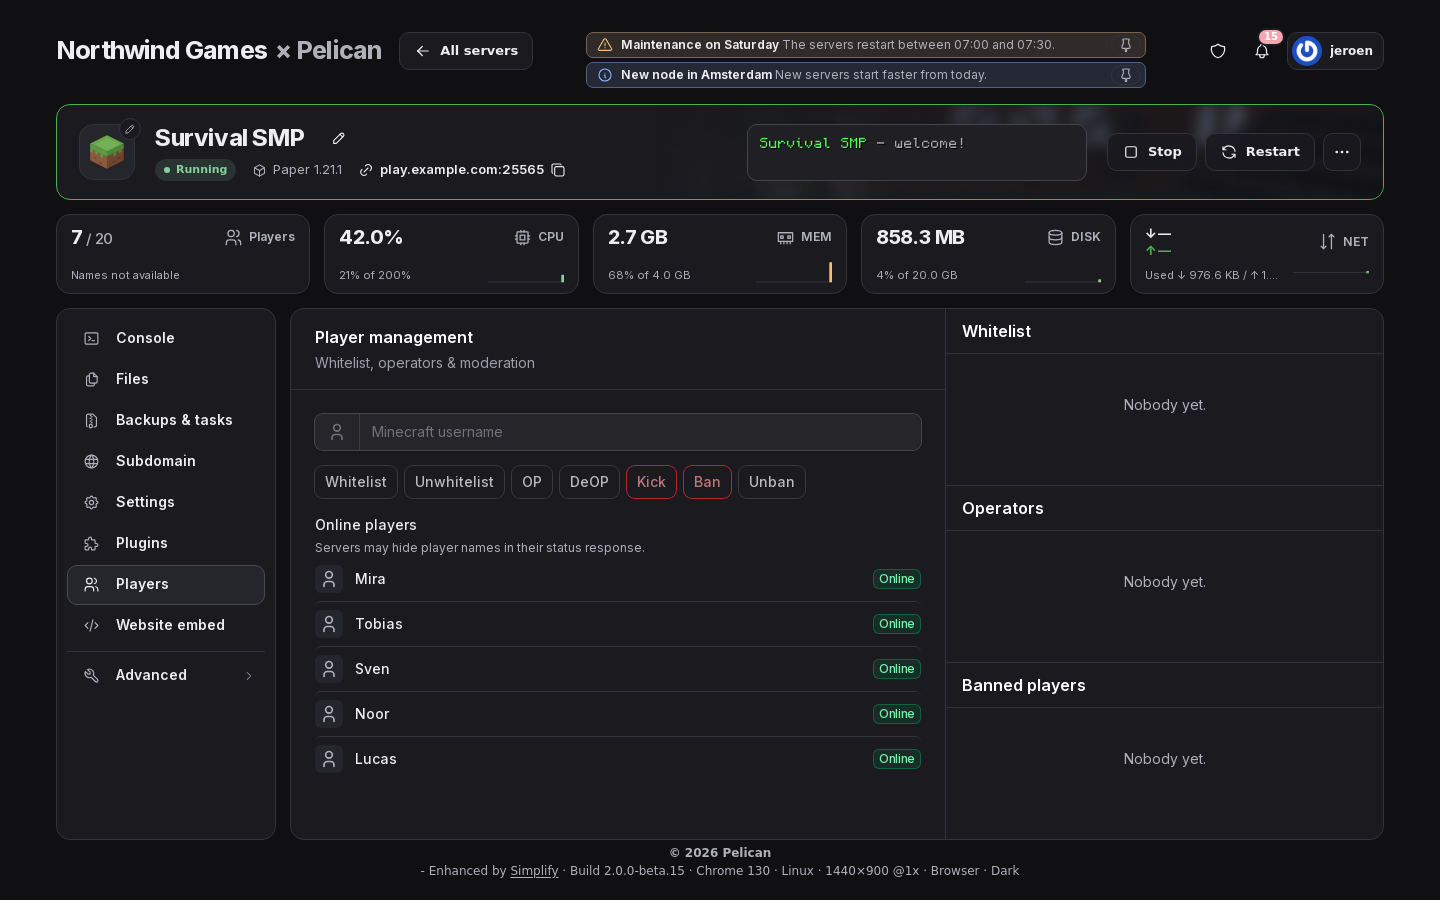 Northwind Games × Pelican
All servers
Maintenance on Saturday The servers restart between 07:00 and 07:30.
New node in Amsterdam New servers start faster from today.
15
jeroen
Survival SMP
Running
Paper 1.21.1
play.example.com:25565
Survival SMP - welcome!
Stop
Restart
7 / 20
Players
Names not available
42.0%
CPU
21% of 200%
2.7 GB
MEM
68% of 4.0 GB
858.3 MB
DISK
4% of 20.0 GB
↓—
↑—
NET
Used ↓ 976.6 KB / ↑ 1....
Console
Files
Backups & tasks
Subdomain
Settings
Plugins
Players
Website embed
Advanced
Player management
Whitelist, operators & moderation
Minecraft username
Whitelist
Unwhitelist
OP
DeOP
Kick
Ban
Unban
Online players
Servers may hide player names in their status response.
Mira
Online
Tobias
Online
Sven
Online
Noor
Online
Lucas
Online
Whitelist
Nobody yet.
Operators
Nobody yet.
Banned players
Nobody yet.
© 2026 Pelican
- Enhanced by Simplify · Build 2.0.0-beta.15 · Chrome 130 · Linux · 1440×900 @1x · Browser · Dark